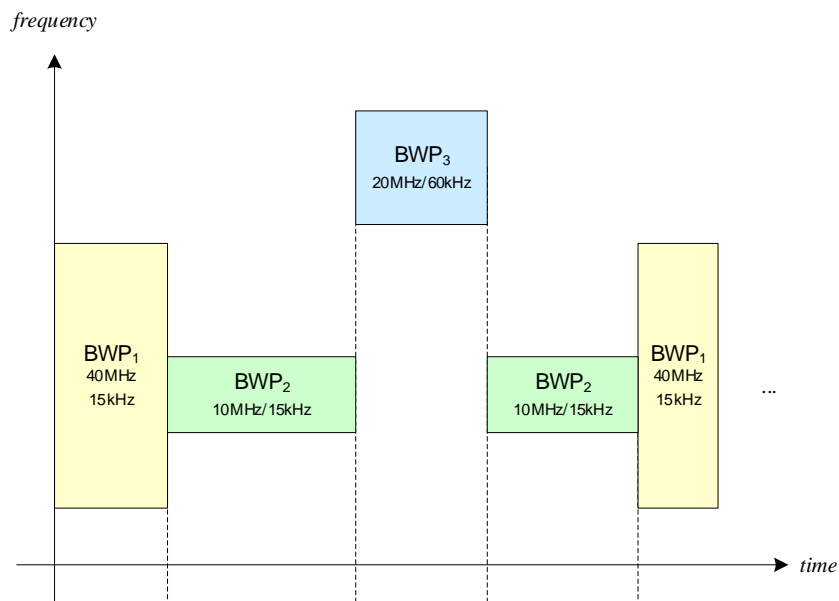 frequency
BWP₃
20MHz/60kHz
BWP₁
40MHz
15kHz
BWP₂
10MHz/15kHz
BWP₂
10MHz/15kHz
BWP₁
40MHz
15kHz
...
time